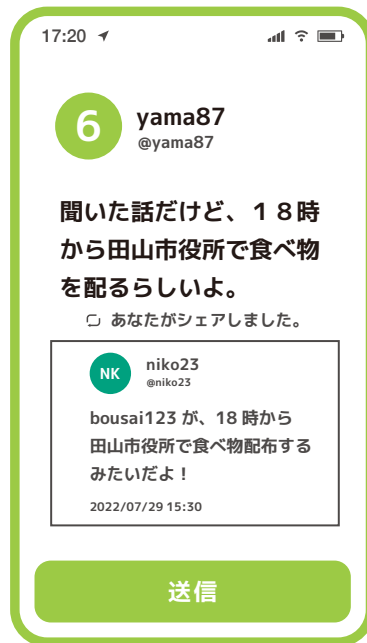 17:20
6
yama87
@yama87
聞いた話だけど、１８時
から田山市役所で食べ物
を配るらしいよ。
あなたがシェアしました。
NK
niko23
@niko23
bousai123 が、18 時から
田山市役所で食べ物配布する
みたいだよ！
2022/07/29 15:30
送信